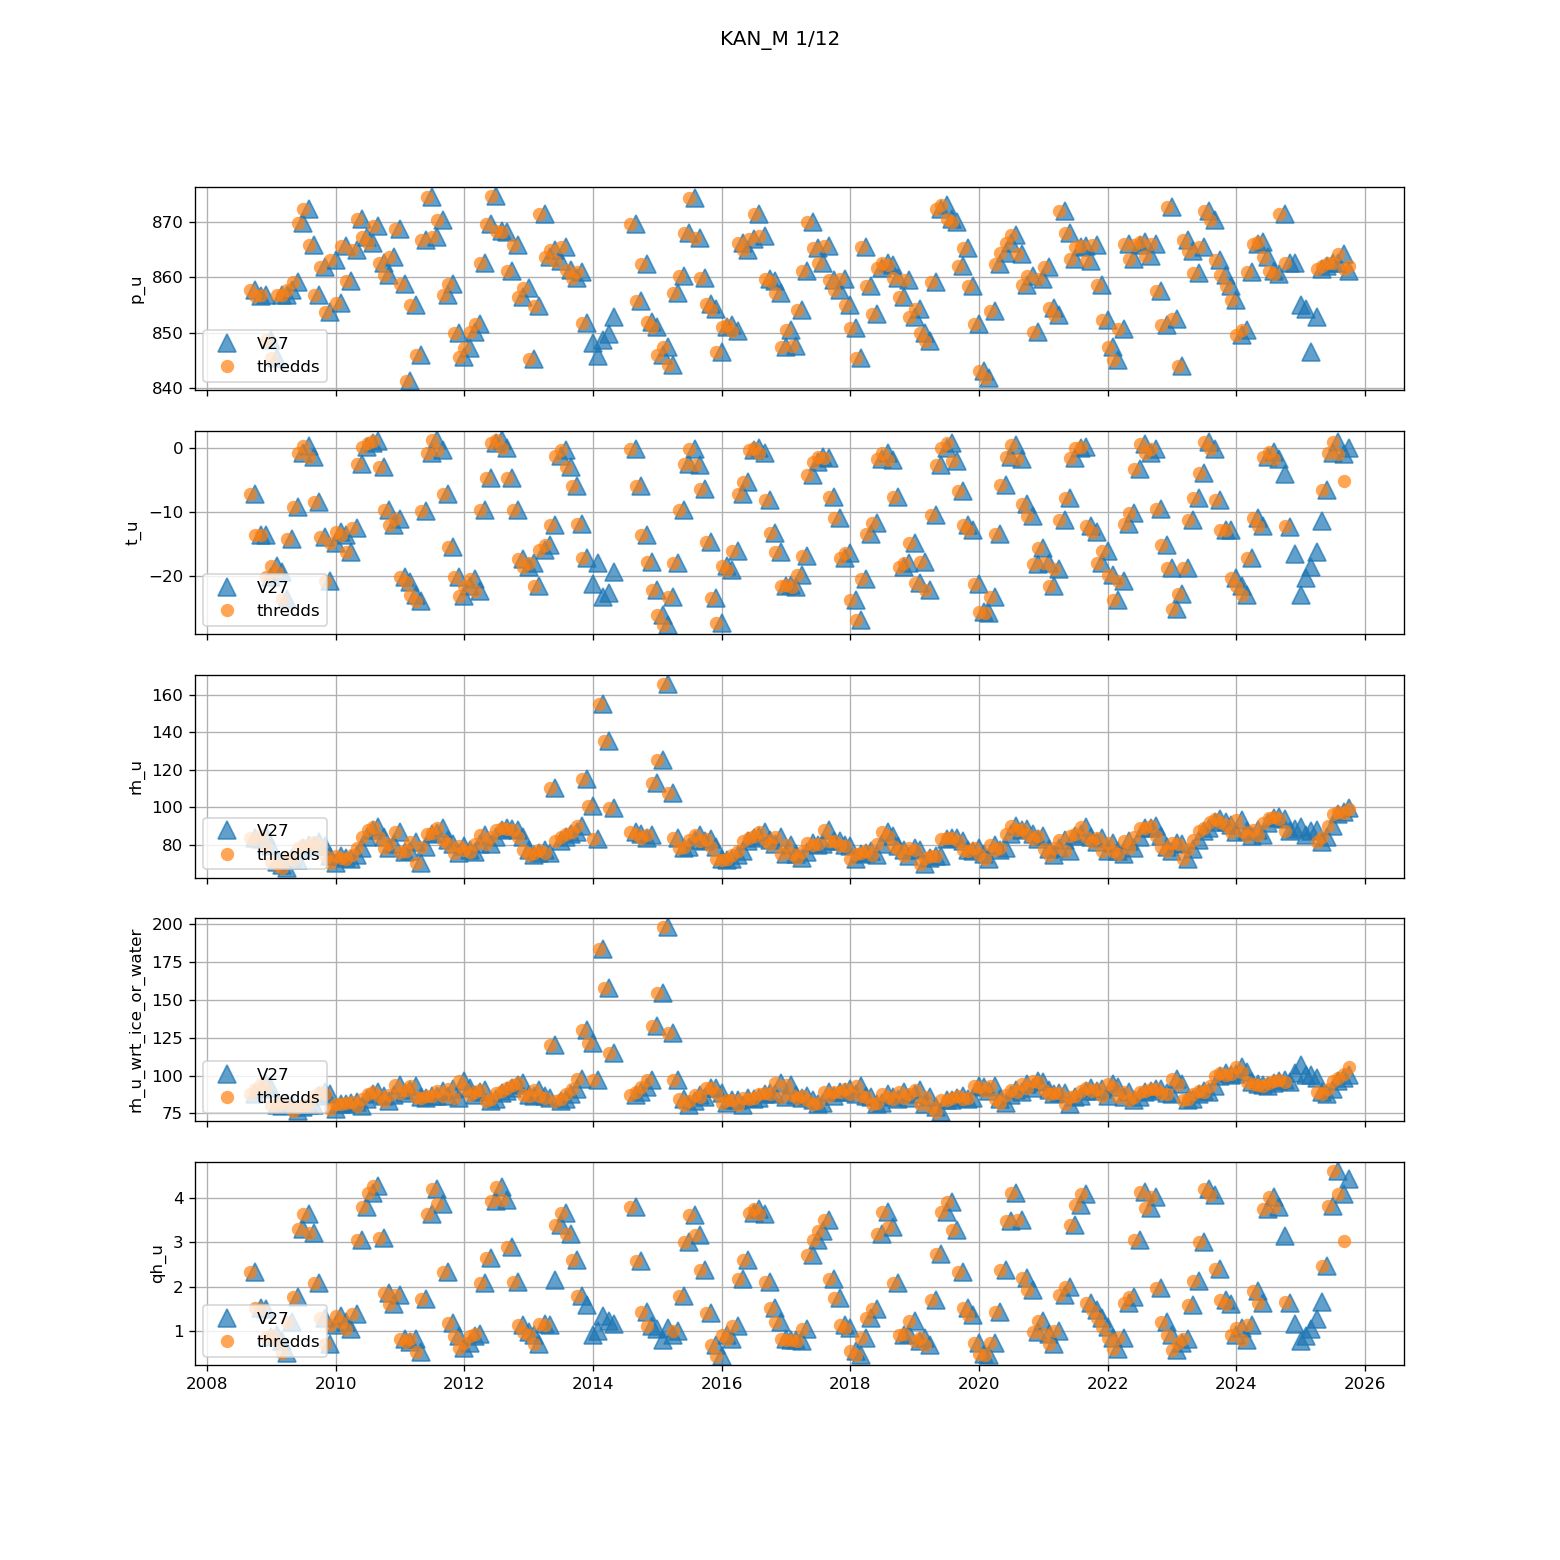 KAN_M 1/12
870
860
850
840
p_u
V27
thredds
0
−10
−20
t_u
V27
thredds
160
140
120
100
80
rh_u
V27
thredds
200
175
150
125
100
75
rh_u_wrt_ice_or_water
V27
thredds
4
3
2
1
qh_u
V27
thredds
2008 2010 2012 2014 2016 2018 2020 2022 2024 2026